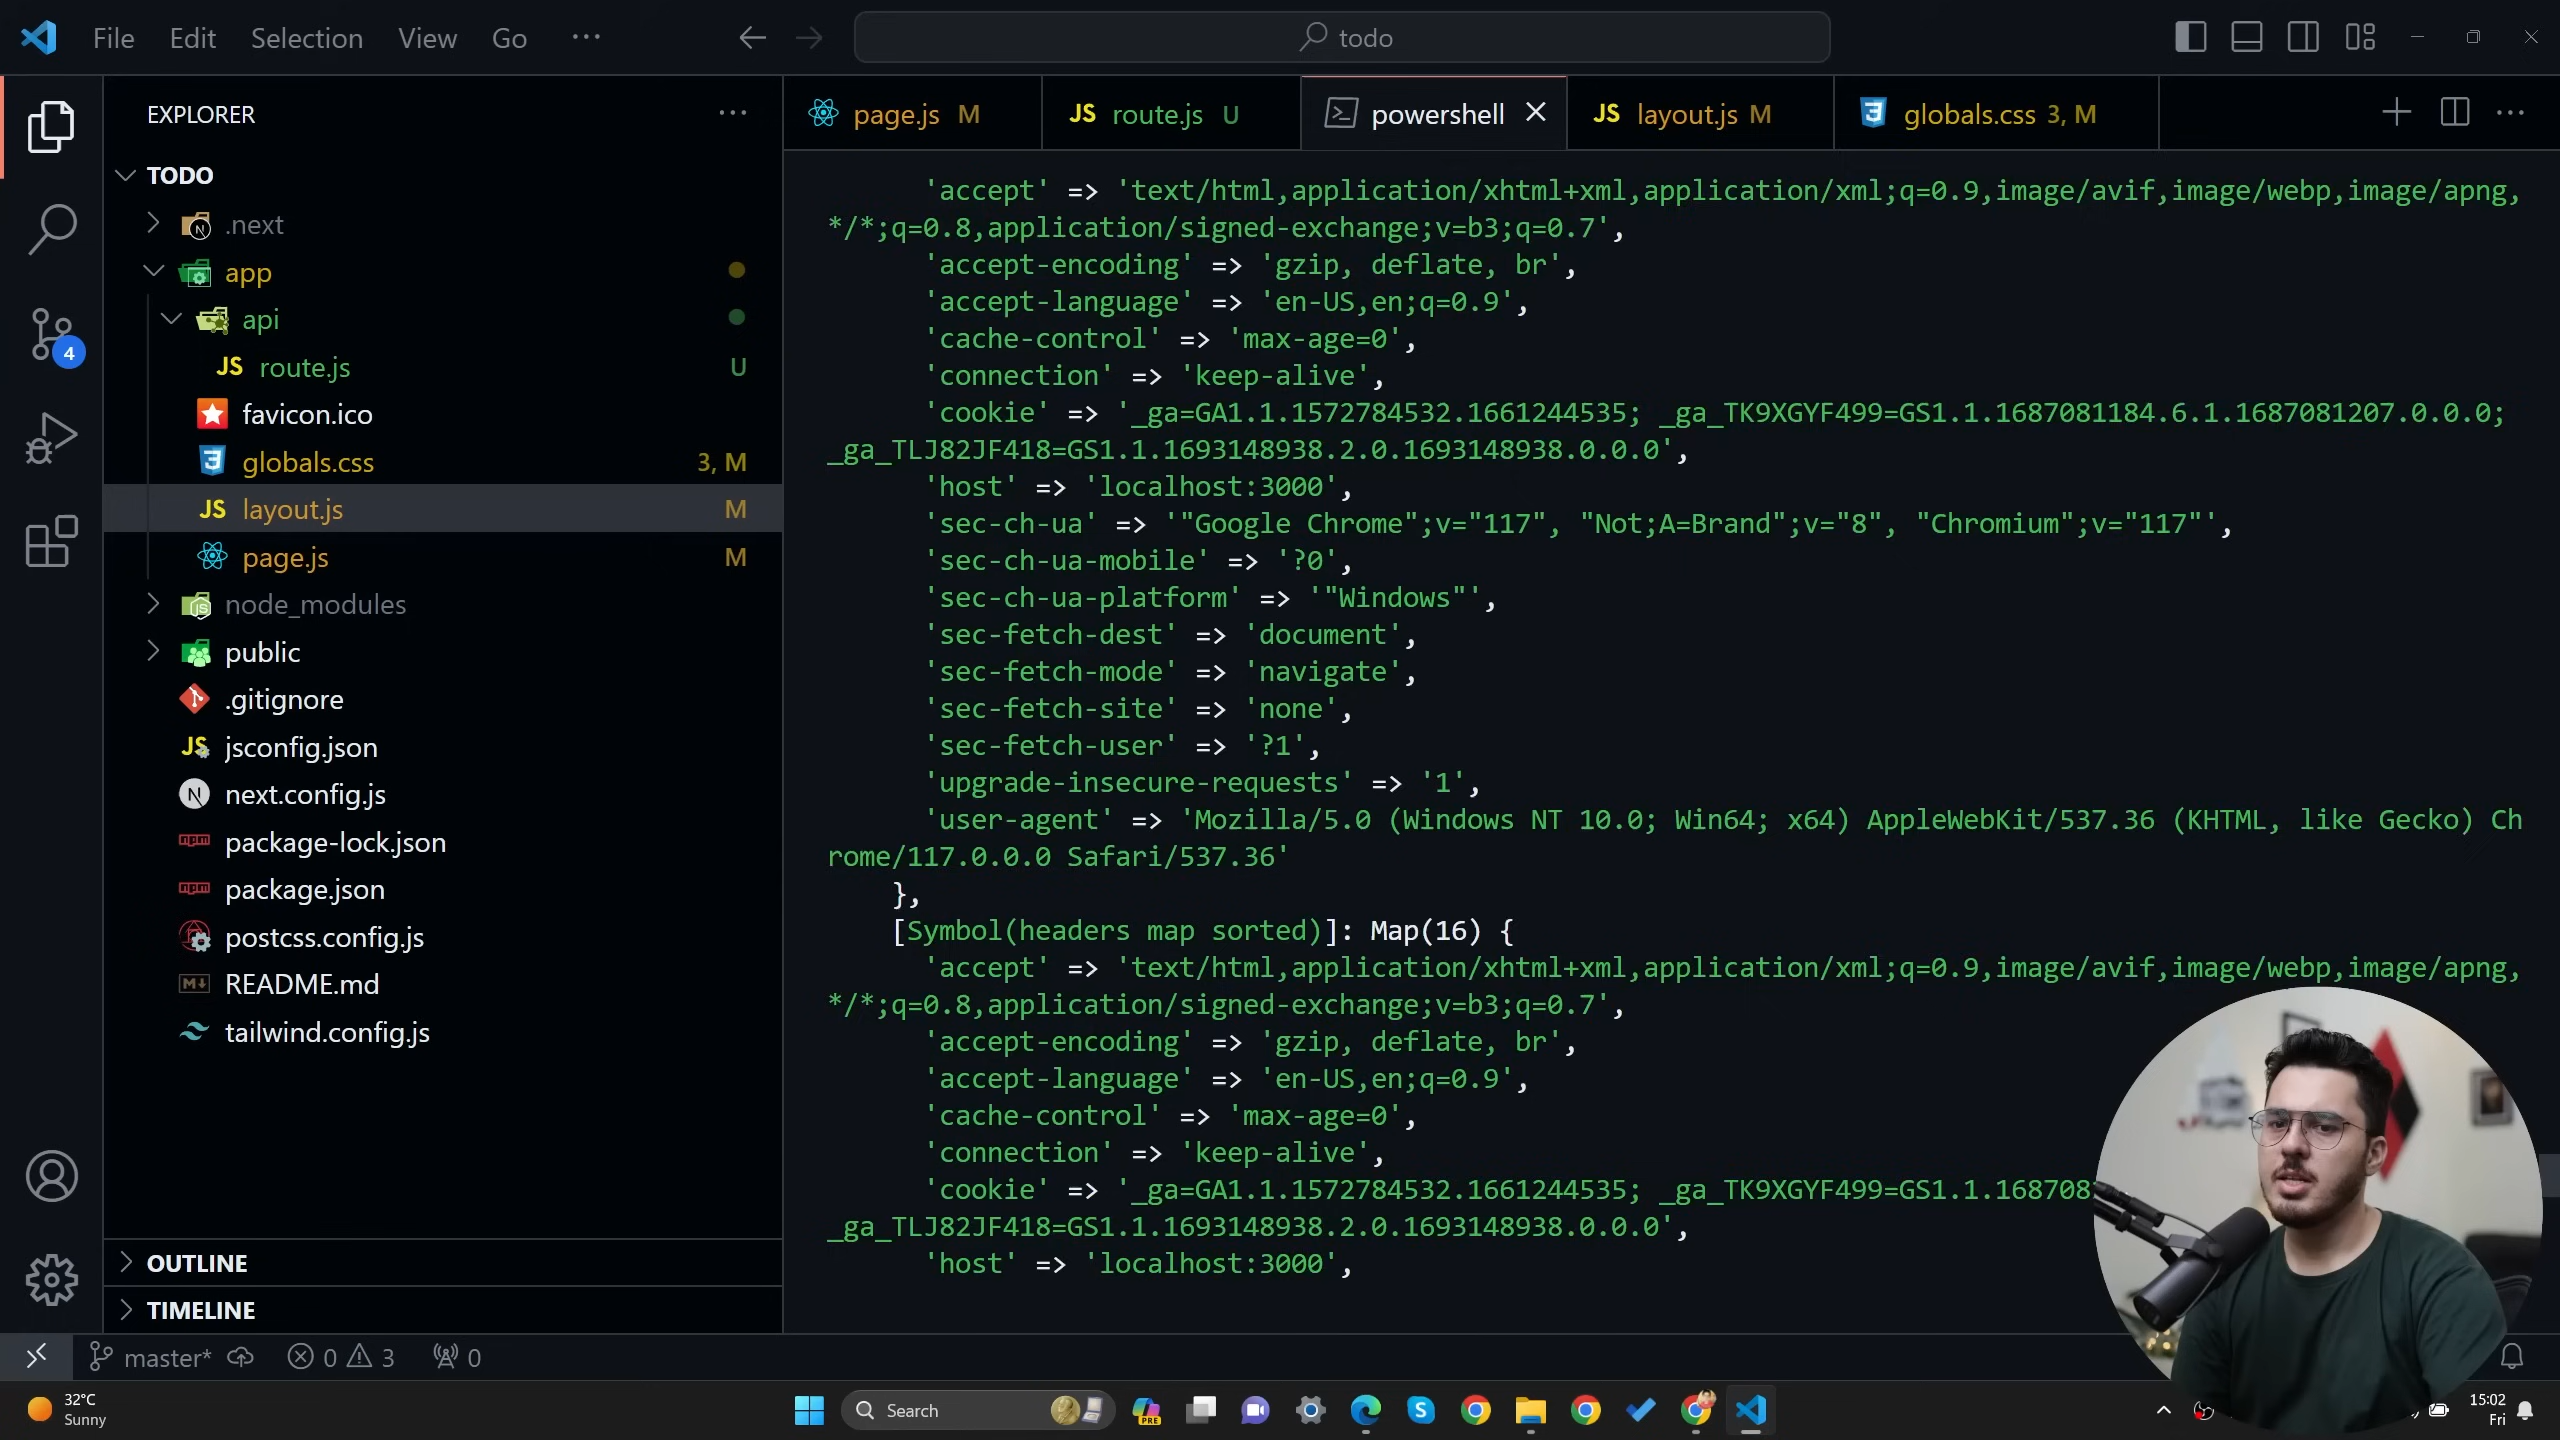 File Edit Selection View Go ···
todo
EXPLORER ···
TODO
.next
app
api
route.js U
favicon.ico
globals.css 3, M
layout.js M
page.js M
node_modules
public
.gitignore
jsconfig.json
next.config.js
package-lock.json
package.json
postcss.config.js
README.md
tailwind.config.js
OUTLINE
TIMELINE
4
page.js M
JS route.js U
powershell
JS layout.js M
globals.css 3, M
'accept' => 'text/html,application/xhtml+xml,application/xml;q=0.9,image/avif,image/webp,image/apng,
*/*;q=0.8,application/signed-exchange;v=b3;q=0.7',
'accept-encoding' => 'gzip, deflate, br',
'accept-language' => 'en-US,en;q=0.9',
'cache-control' => 'max-age=0',
'connection' => 'keep-alive',
'cookie' => '_ga=GA1.1.1572784532.1661244535; _ga_TK9XGYF499=GS1.1.1687081184.6.1.1687081207.0.0.0;
_ga_TLJ82JF418=GS1.1.1693148938.2.0.1693148938.0.0.0',
'host' => 'localhost:3000',
'sec-ch-ua' => '"Google Chrome";v="117", "Not;A=Brand";v="8", "Chromium";v="117"',
'sec-ch-ua-mobile' => '?0',
'sec-ch-ua-platform' => '"Windows"',
'sec-fetch-dest' => 'document',
'sec-fetch-mode' => 'navigate',
'sec-fetch-site' => 'none',
'sec-fetch-user' => '?1',
'upgrade-insecure-requests' => '1',
'user-agent' => 'Mozilla/5.0 (Windows NT 10.0; Win64; x64) AppleWebKit/537.36 (KHTML, like Gecko) Ch
rome/117.0.0.0 Safari/537.36'
},
[Symbol(headers map sorted)]: Map(16) {
'accept' => 'text/html,application/xhtml+xml,application/xml;q=0.9,image/avif,image/webp,image/apng,
*/*;q=0.8,application/signed-exchange;v=b3;q=0.7',
'accept-encoding' => 'gzip, deflate, br',
'accept-language' => 'en-US,en;q=0.9',
'cache-control' => 'max-age=0',
'connection' => 'keep-alive',
'cookie' => '_ga=GA1.1.1572784532.1661244535; _ga_TK9XGYF499=GS1.1.168708
_ga_TLJ82JF418=GS1.1.1693148938.2.0.1693148938.0.0.0',
'host' => 'localhost:3000',
master* 0 3 0
32°C
Sunny
Search
PRE
15:02
Fri